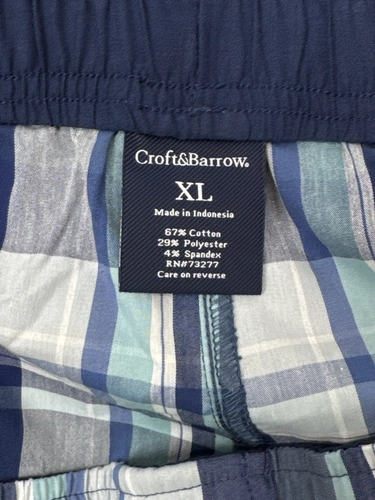 Croft&Barrow®
XL
Made in Indonesia
67% Cotton
29% Polyester
4% Spandex
RN#73277
Care on reverse